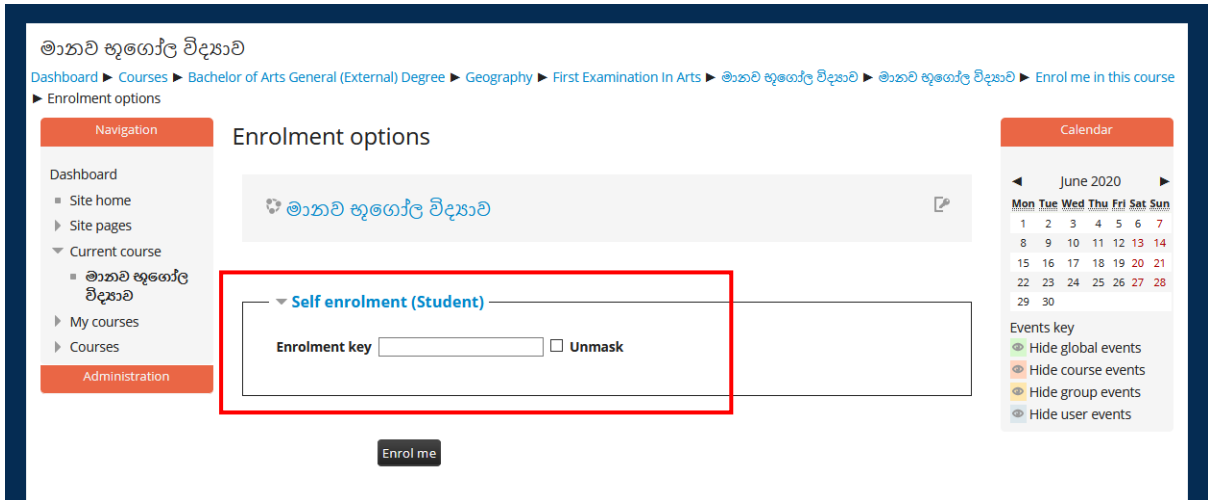 මානව භූගෝල විද්‍යාව
Dashboard ► Courses ► Bachelor of Arts General (External) Degree ► Geography ► First Examination In Arts ► මානව භූගෝල විද්‍යාව ► මානව භූගෝල විද්‍යාව ► Enrol me in this course
► Enrolment options
Navigation
Dashboard
Site home
Site pages
Current course
මානව භූගෝල
විද්‍යාව
My courses
Courses
Administration
Enrolment options
මානව භූගෝල විද්‍යාව
Self enrolment (Student)
Enrolment key Unmask
Enrol me
Calendar
◄ June 2020 ►
Mon Tue Wed Thu Fri Sat Sun
1 2 3 4 5 6 7
8 9 10 11 12 13 14
15 16 17 18 19 20 21
22 23 24 25 26 27 28
29 30
Events key
Hide global events
Hide course events
Hide group events
Hide user events